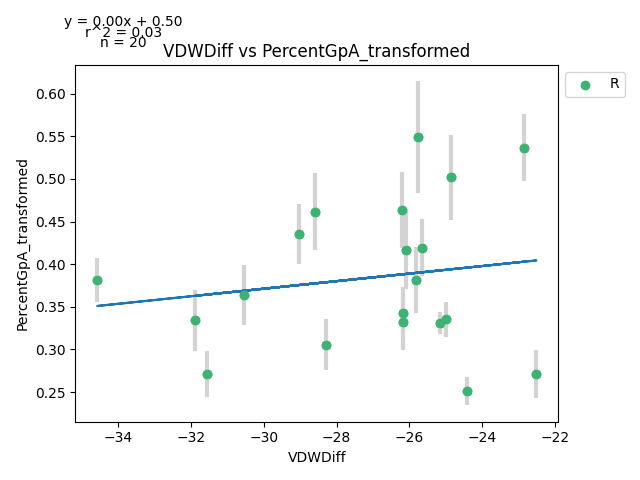 y = 0.00x + 0.50
r^2 = 0.03
n = 20
VDWDiff vs PercentGpA_transformed
R
0.60
0.55
0.50
0.45
0.40
0.35
0.30
0.25
PercentGpA_transformed
−34
−32
−30
−28
−26
−24
−22
VDWDiff